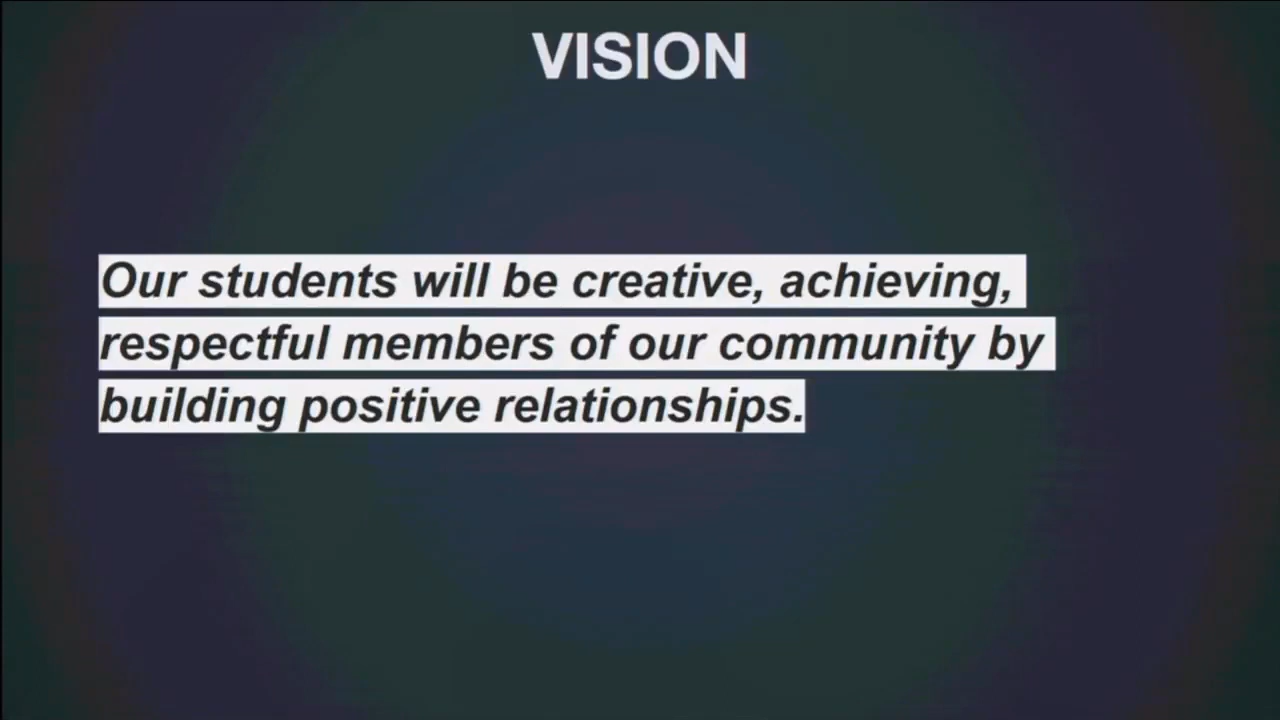 VISION
Our students will be creative, achieving,
respectful members of our community by
building positive relationships.